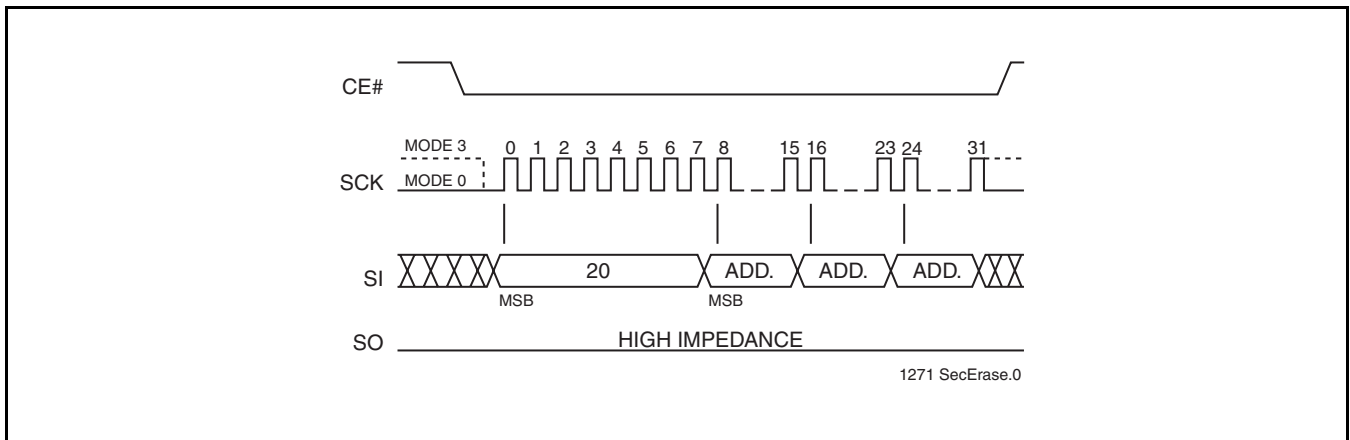 CE#
MODE 3
0 1 2 3 4 5 6 7 8 15 16 23 24 31
SCK
MODE 0
SI
20 ADD. ADD. ADD.
MSB MSB
SO
HIGH IMPEDANCE
1271 SecErase.0